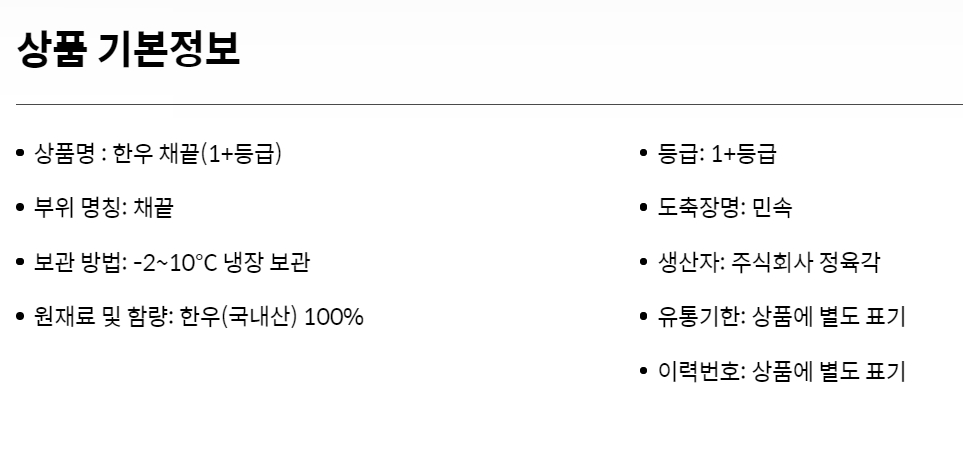 상품 기본정보
• 상품명 : 한우 채끝(1+등급)
• 부위 명칭: 채끝
• 보관 방법: -2~10°C 냉장 보관
• 원재료 및 함량: 한우(국내산) 100%
• 등급: 1+등급
• 도축장명: 민속
• 생산자: 주식회사 정육각
• 유통기한: 상품에 별도 표기
• 이력번호: 상품에 별도 표기